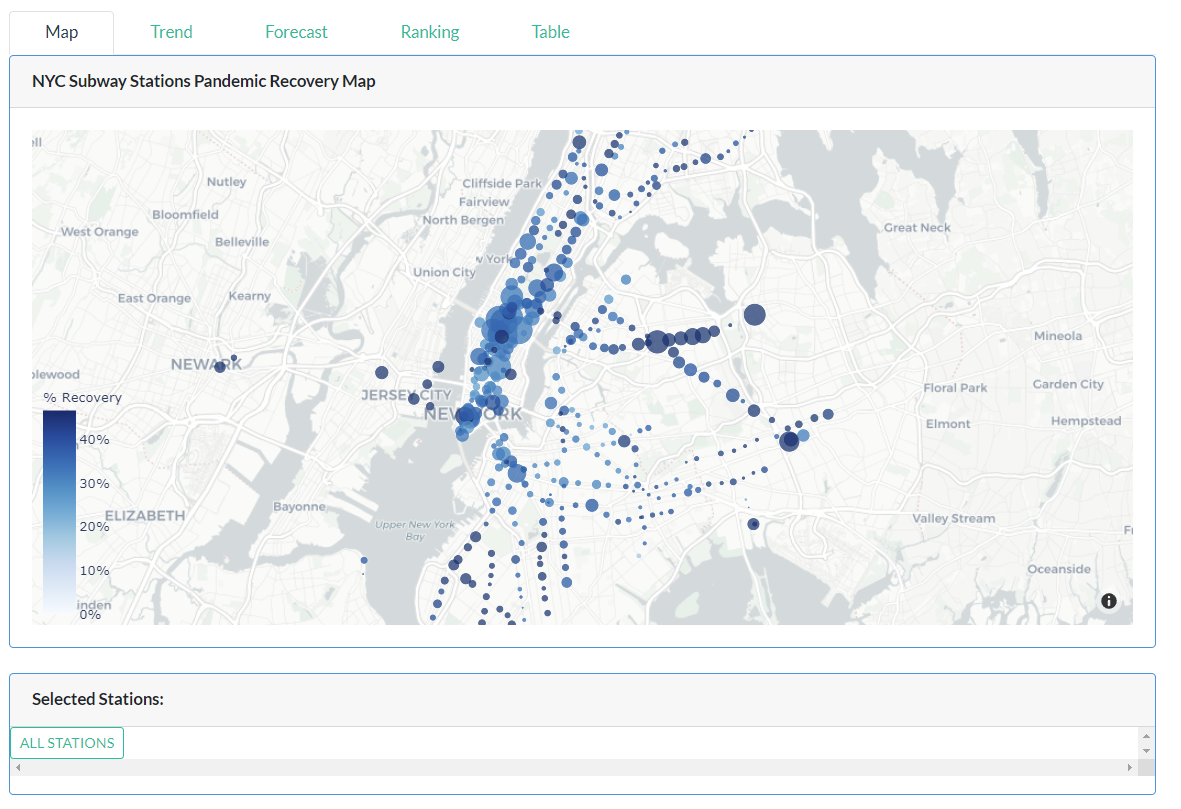 Map
Trend
Forecast
Ranking
Table
NYC Subway Stations Pandemic Recovery Map
Nutley
Cliffside Park
Fairview
Bloomfield
North Bergen
West Orange
Belleville
Great Neck
Union City
East Orange
Kearny
Mineola
NEWARK
JERSEY CITY
NEW YORK
Floral Park
Garden City
Elmont
Hempstead
% Recovery
40%
30%
20%
10%
0%
ELIZABETH
Bayonne
Upper New York
Bay
Valley Stream
Oceanside
Selected Stations:
ALL STATIONS